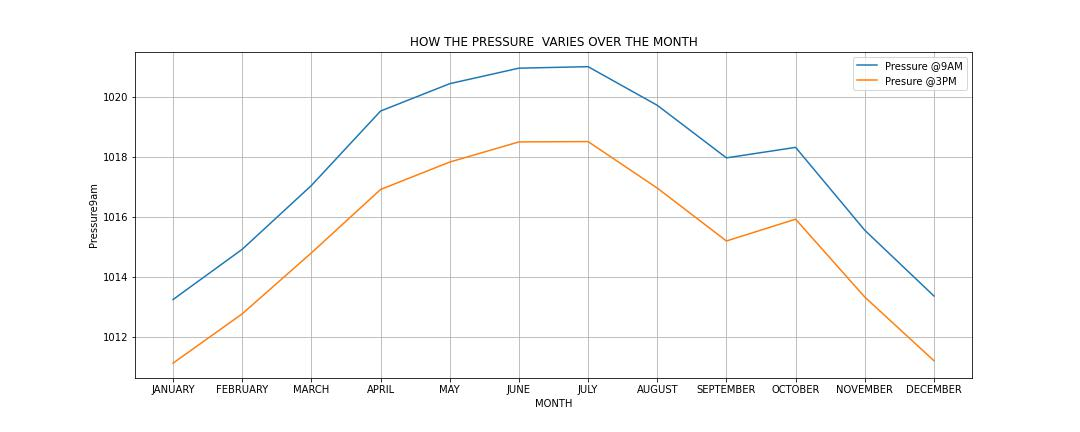 HOW THE PRESSURE  VARIES OVER THE MONTH
Pressure @9AM
Presure @3PM
1020
1018
1016
1014
1012
Pressure9am
JANUARY FEBRUARY MARCH APRIL MAY JUNE JULY AUGUST SEPTEMBER OCTOBER NOVEMBER DECEMBER
MONTH